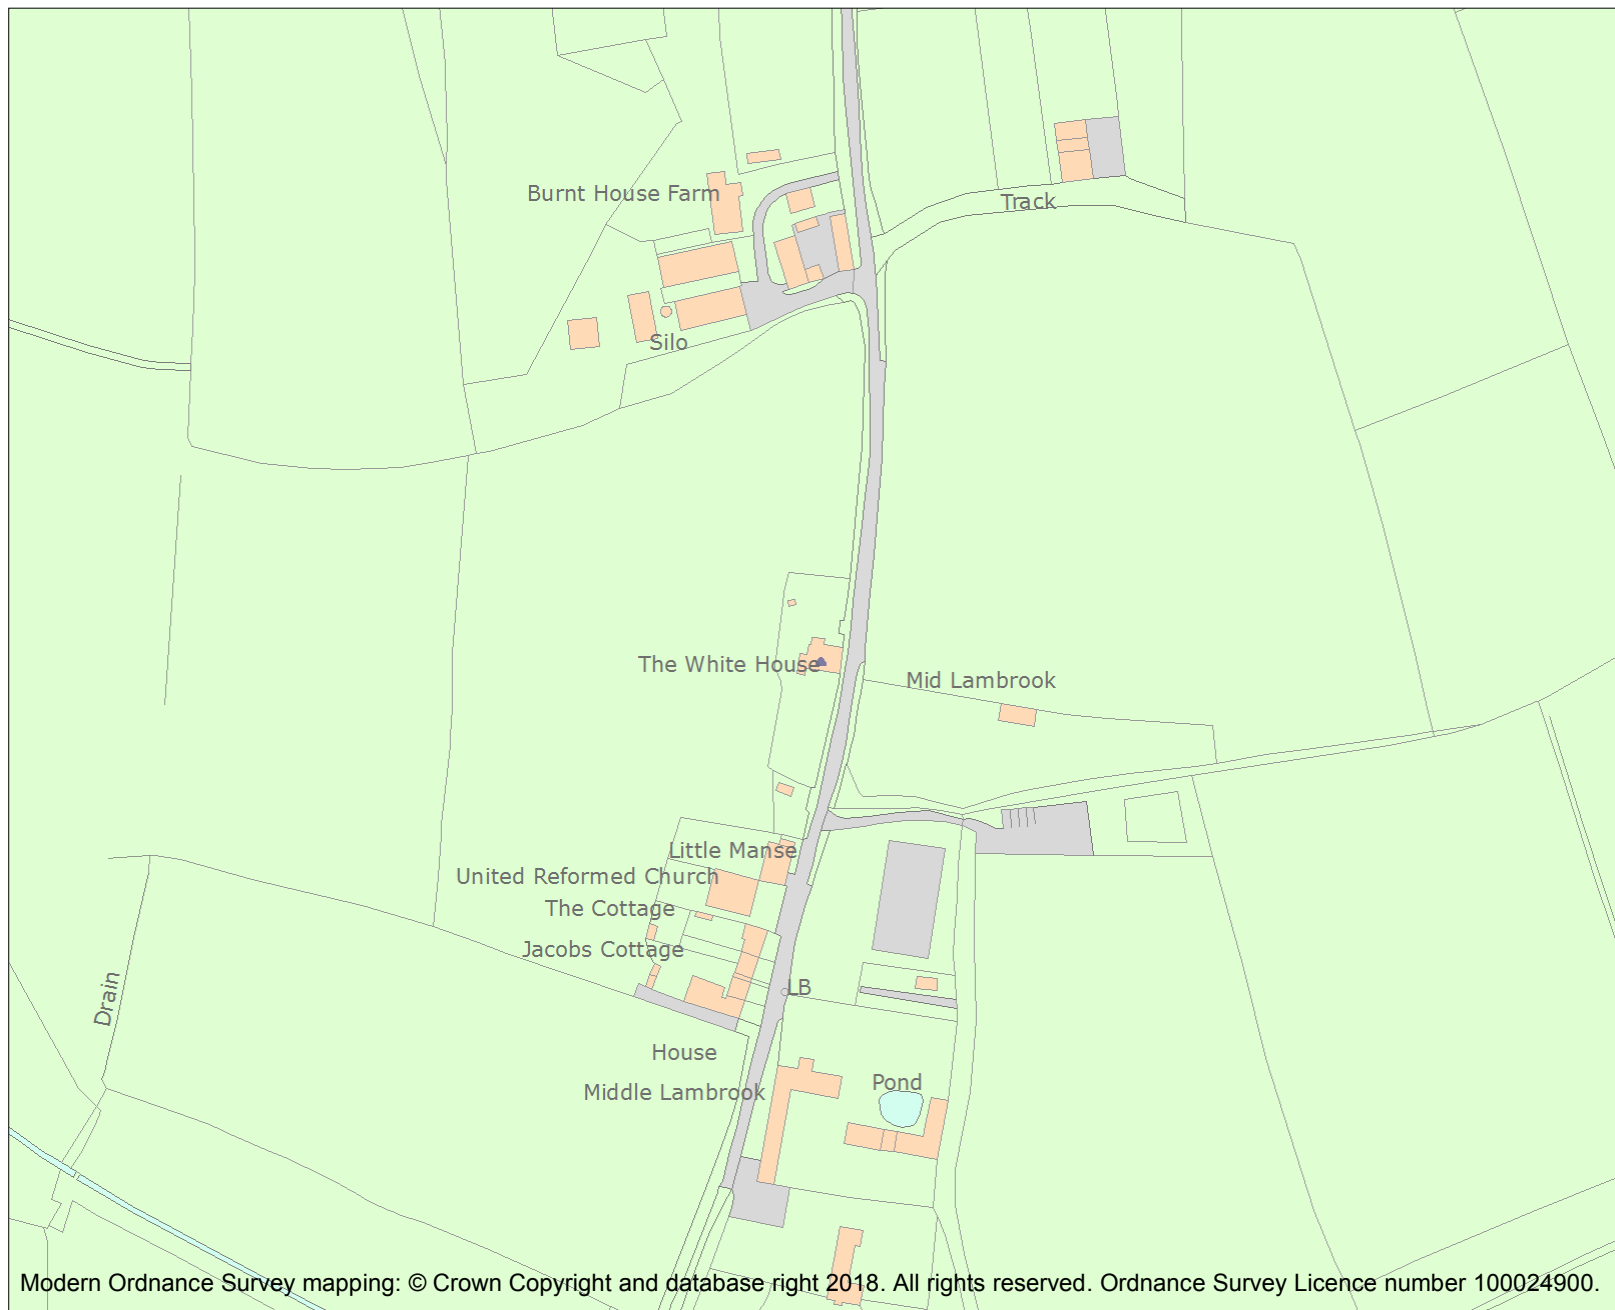 Burnt House Farm
Track
Silo
The White House
Mid Lambrook
Little Manse
United Reformed Church
The Cottage
Jacobs Cottage
LB
Drain
House
Middle Lambrook
Pond
Modern Ordnance Survey mapping: © Crown Copyright and database right 2018. All rights reserved. Ordnance Survey Licence number 100024900.